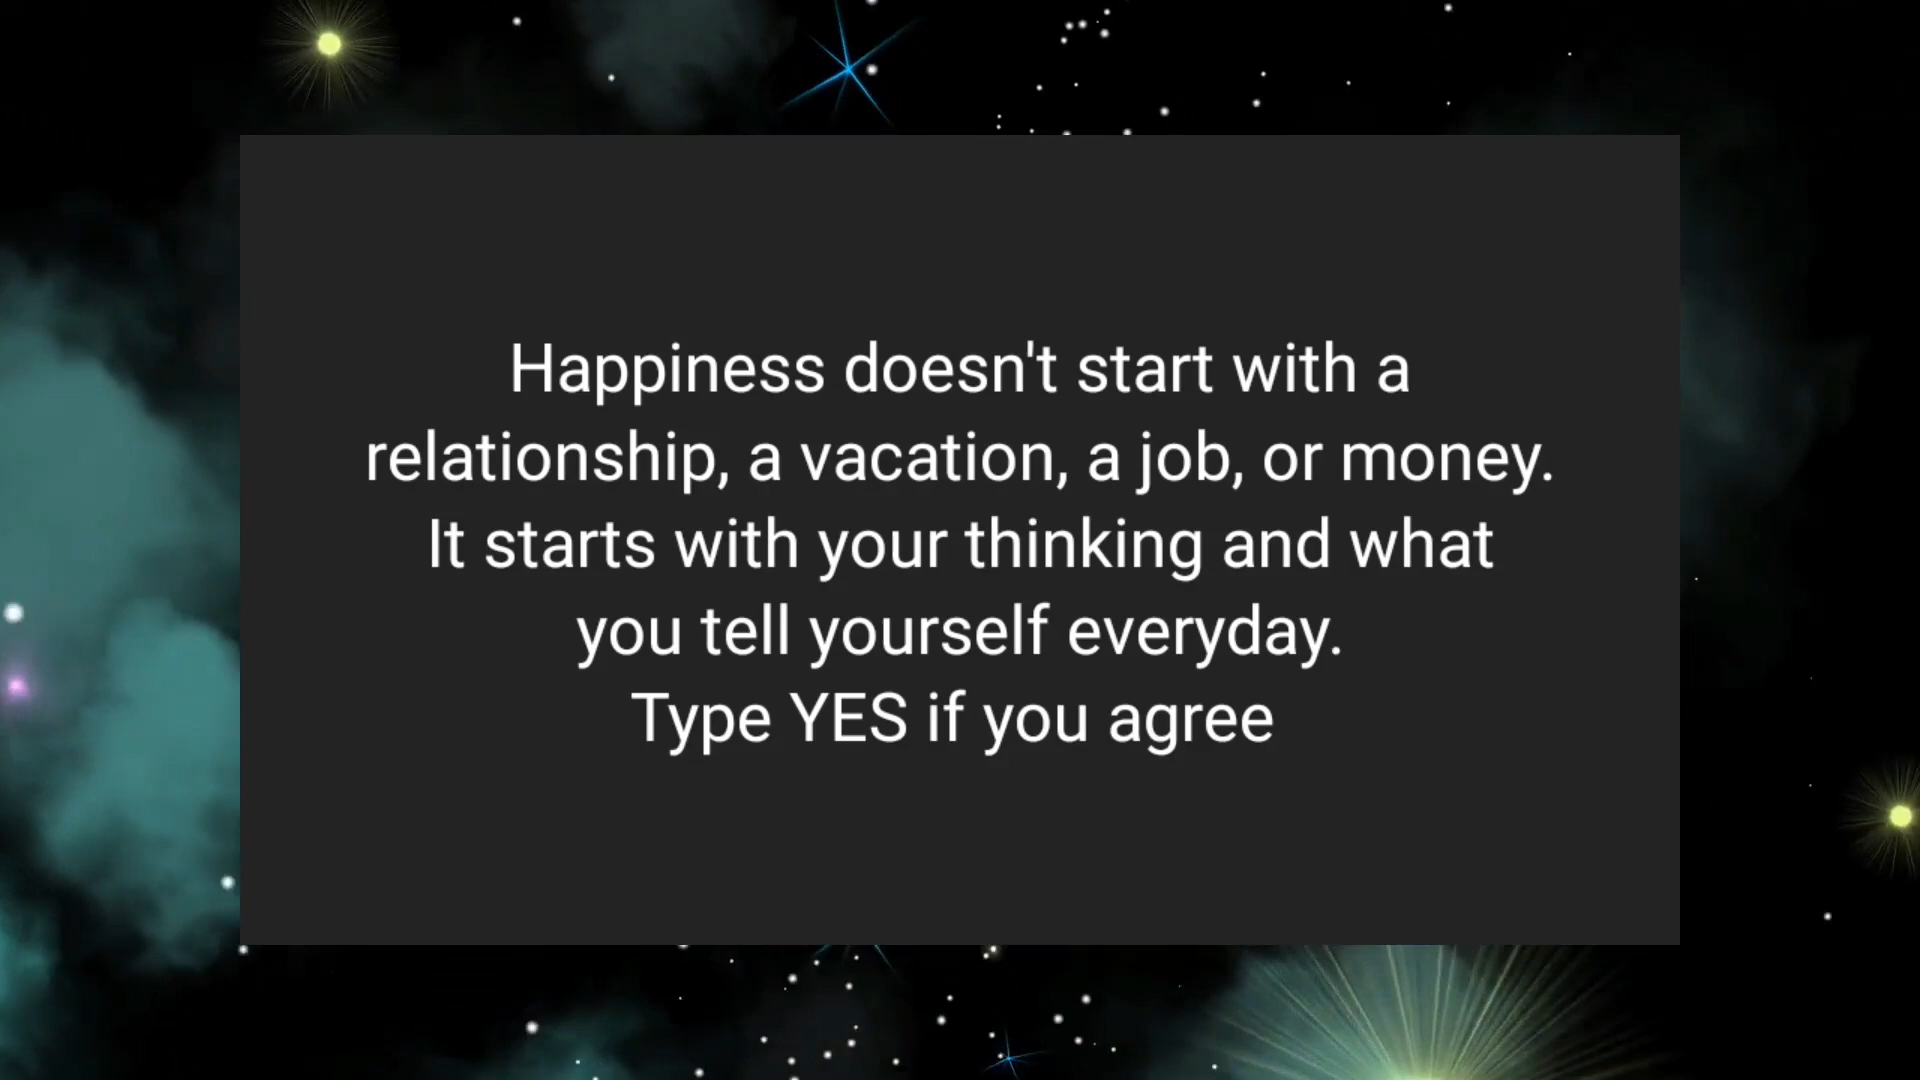 Happiness doesn't start with a
relationship, a vacation, a job, or money.
It starts with your thinking and what
you tell yourself everyday.
Type YES if you agree